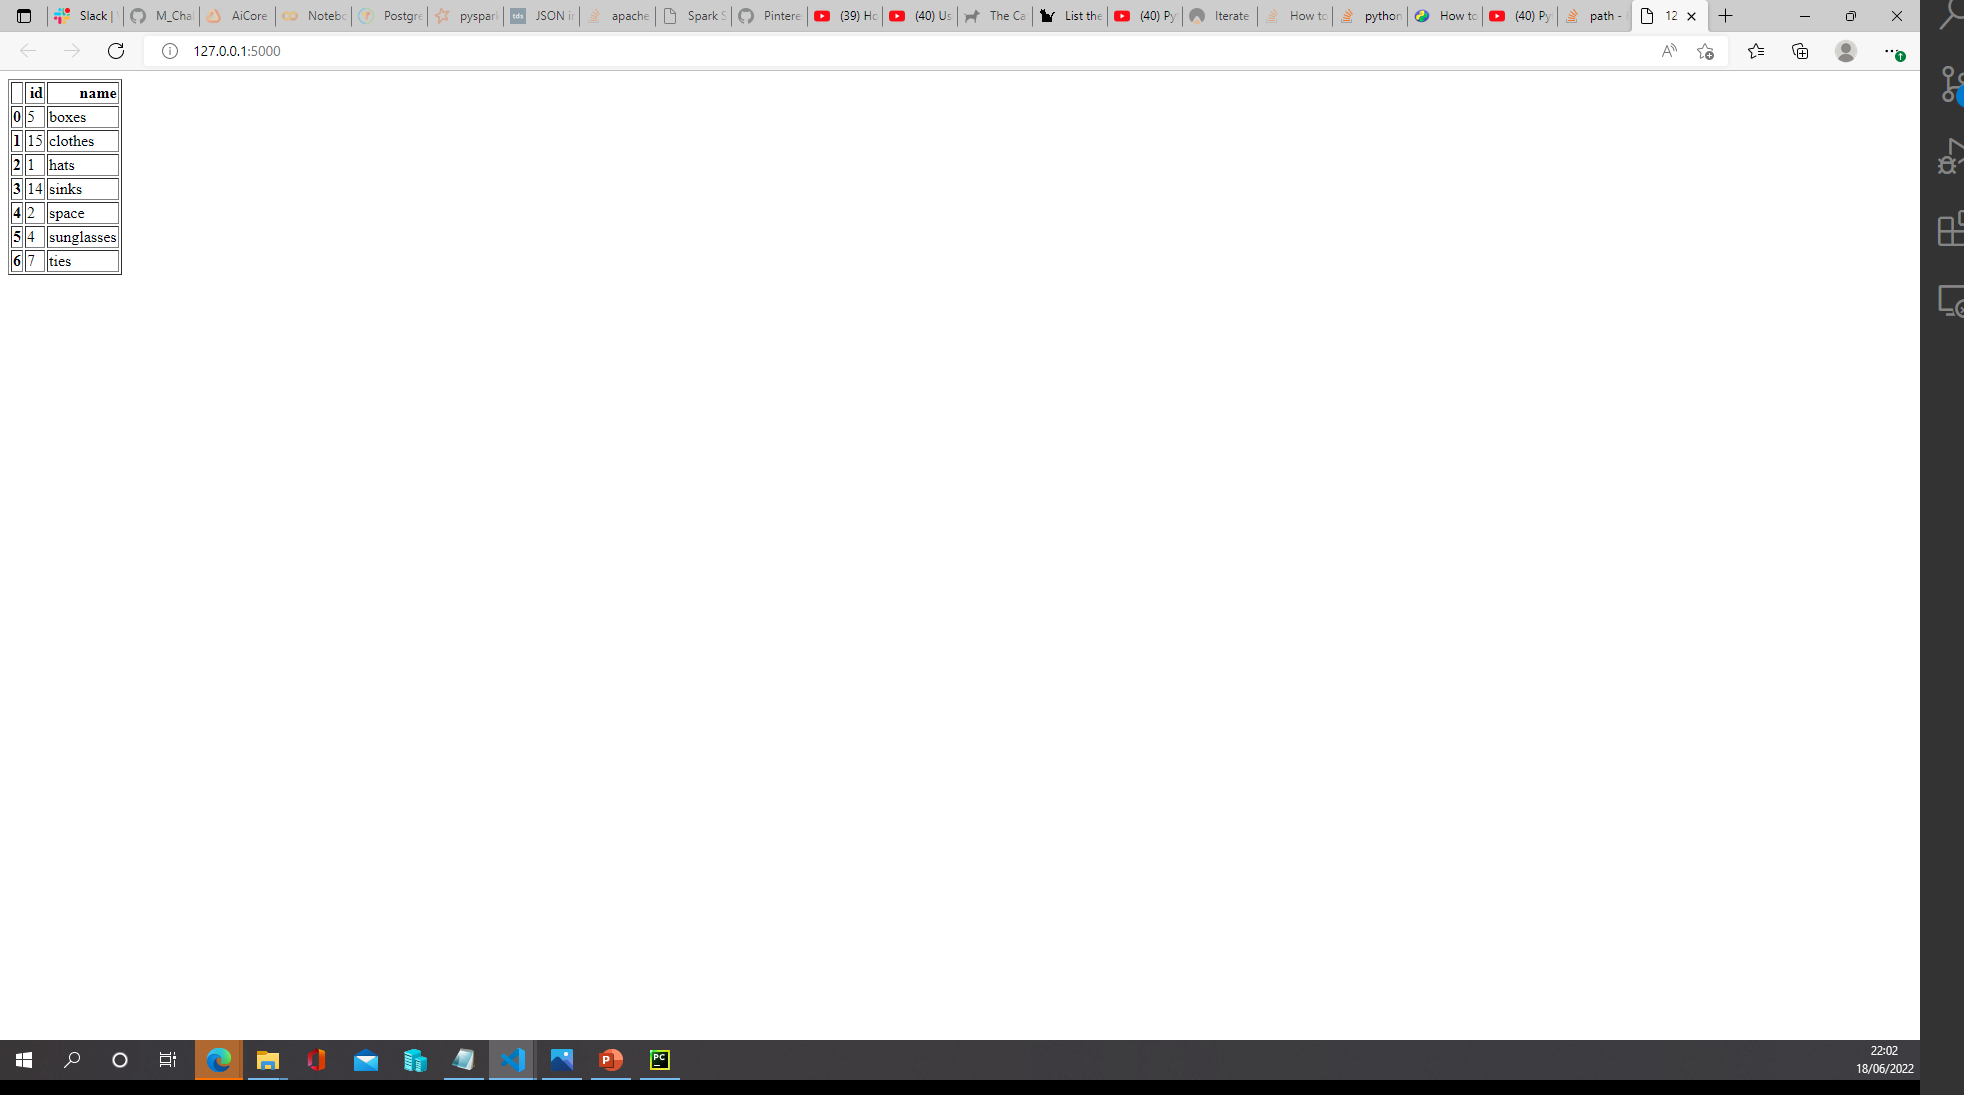 Slack | M_Chal AiCore Notebo Postgre pyspark JSON in apache Spark S Pintere (39) Ho (40) Us The Ca List the (40) Py Iterate How to python How to (40) Py path - 12
127.0.0.1:5000
id name
0 5 boxes
1 15 clothes
2 1 hats
3 14 sinks
4 2 space
5 4 sunglasses
6 7 ties
22:02
18/06/2022